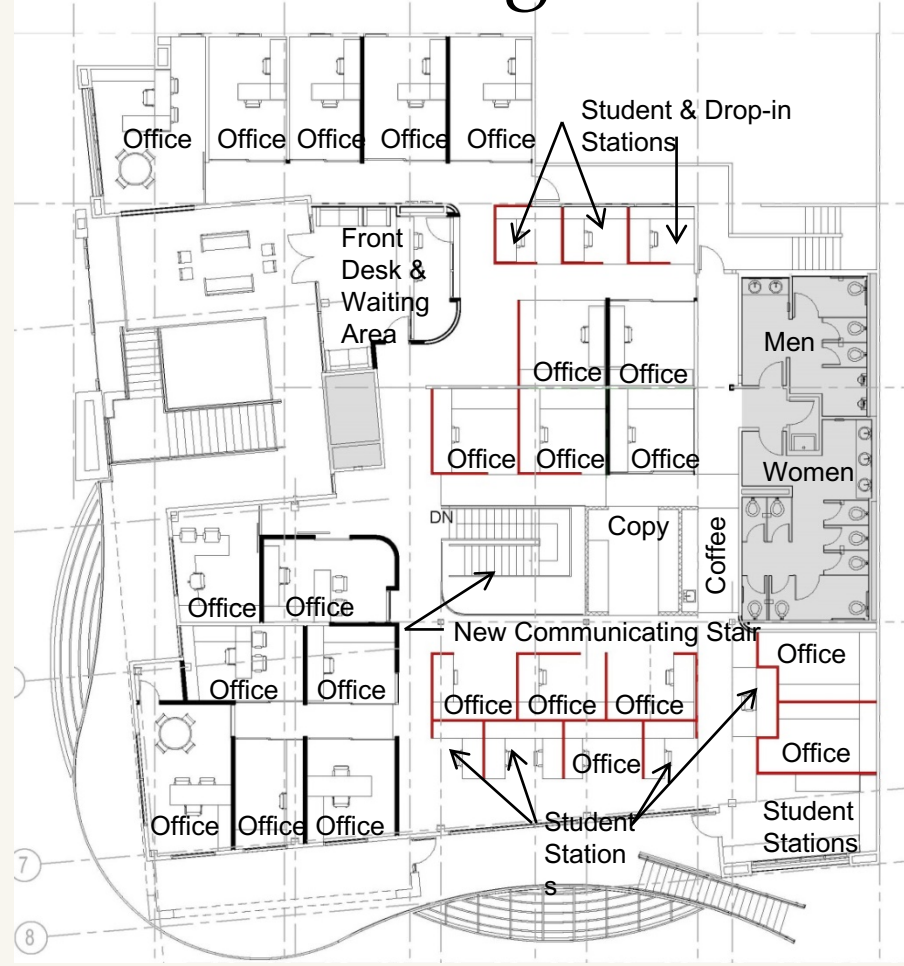 g
Office
Office
Office
Office
Office
Student & Drop-in
Stations
Front
Desk &
Waiting
Area
Men
Office
Office
Office
Office
Office
Women
DN
Copy
Coffee
Office
Office
New Communicating Stair
Office
Office
Office
Office
Office
Office
Office
Office
Office
Office
Office
Student
Stations
Student
Station
s
7
8